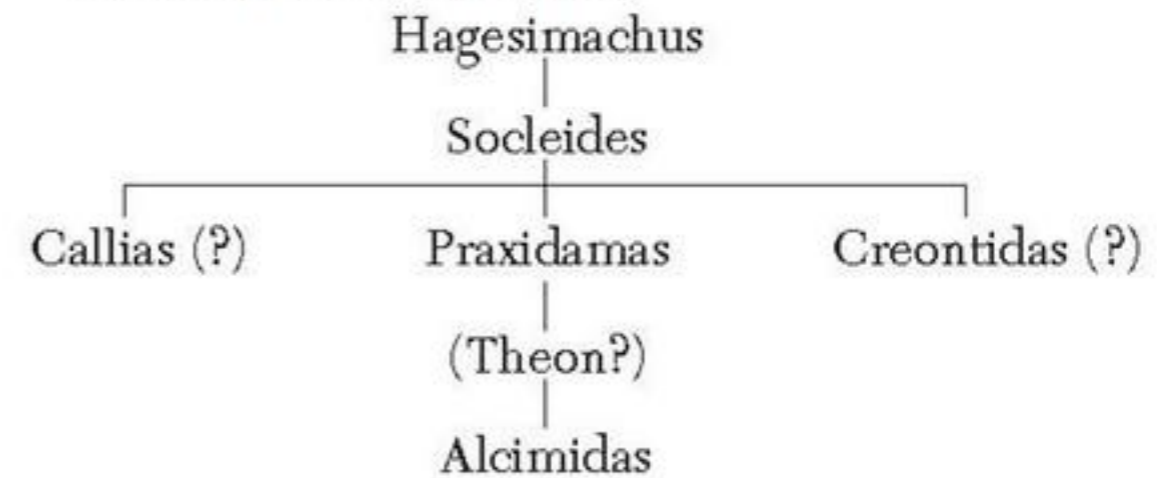 Hagesimachus
Socleides
Callias (?) Praxidamas Creontidas (?)
(Theon?)
Alcimidas